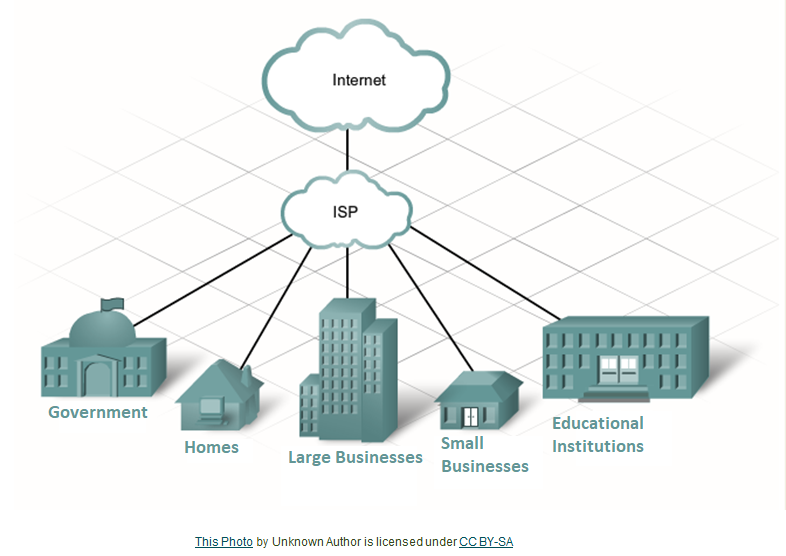 Internet
ISP
Government
Homes
Large Businesses
Small
Businesses
Educational
Institutions
This Photo by Unknown Author is licensed under CC BY-SA